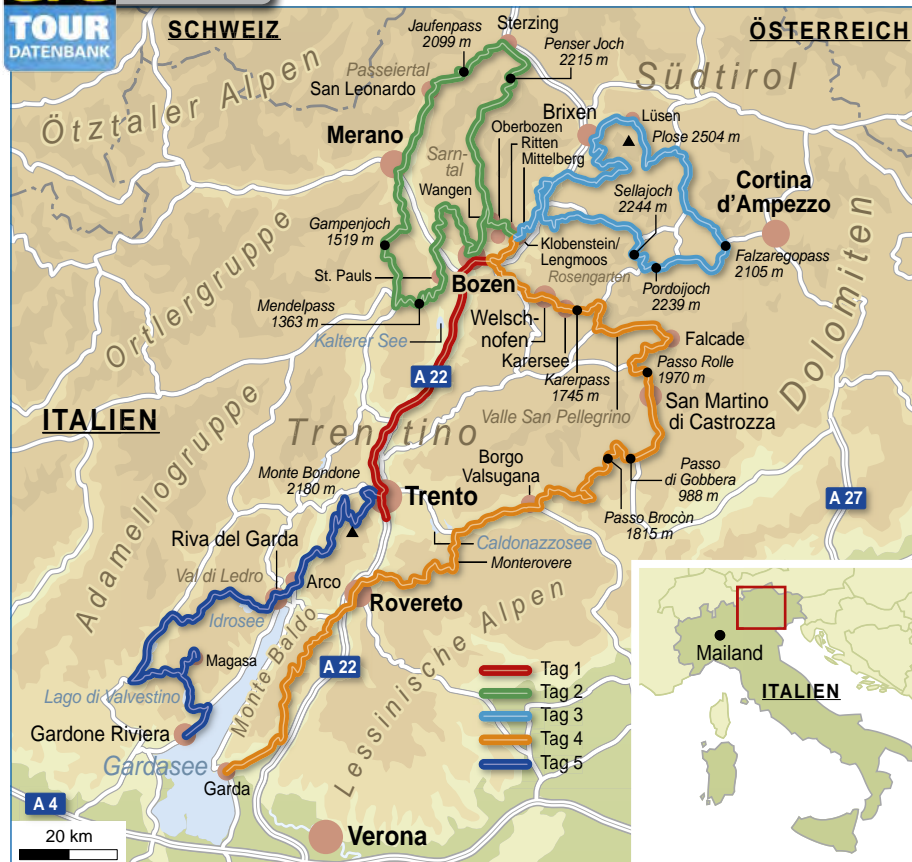 TOUR
DATENBANK
SCHWEIZ
ÖSTERREICH
Sterzing
Jaufenpass
2099 m
Penser Joch
2215 m
Passeiertal
San Leonardo
Südtirol
Ötztaler Alpen
Merano
Brixen
Lüsen
Plose 2504 m
Oberbozen
Ritten
Mittelberg
Sarn-
tal
Wangen
Sellajoch
2244 m
Cortina
d'Ampezzo
Gampenjoch
1519 m
Klobenstein/
Lengmoos
Falzaregopass
2105 m
St. Pauls
Rosengarten
Bozen
Pordoijoch
2239 m
Mendelpass
1363 m
Ortlergruppe
Kalterer See
Welsch-
nofen
Karersee
Karerpass
1745 m
Falcade
Dolomiten
A 22
Passo Rolle
1970 m
San Martino
di Castrozza
Valle San Pellegrino
ITALIEN
Trentino
Monte Bondone
2180 m
Borgo
Valsugana
Passo
di Gobbera
988 m
Trento
Passo Brocòn
1815 m
A 27
Adamellogruppe
Riva del Garda
Caldonazzosee
Monterovere
Val di Ledro
Arco
Idrosee
Rovereto
Monte Baldo
Lessinische Alpen
A 22
Magasa
Lago di Valvestino
Gardone Riviera
Gardasee
Garda
Tag 1
Tag 2
Tag 3
Tag 4
Tag 5
A 4
20 km
Verona
Mailand
ITALIEN